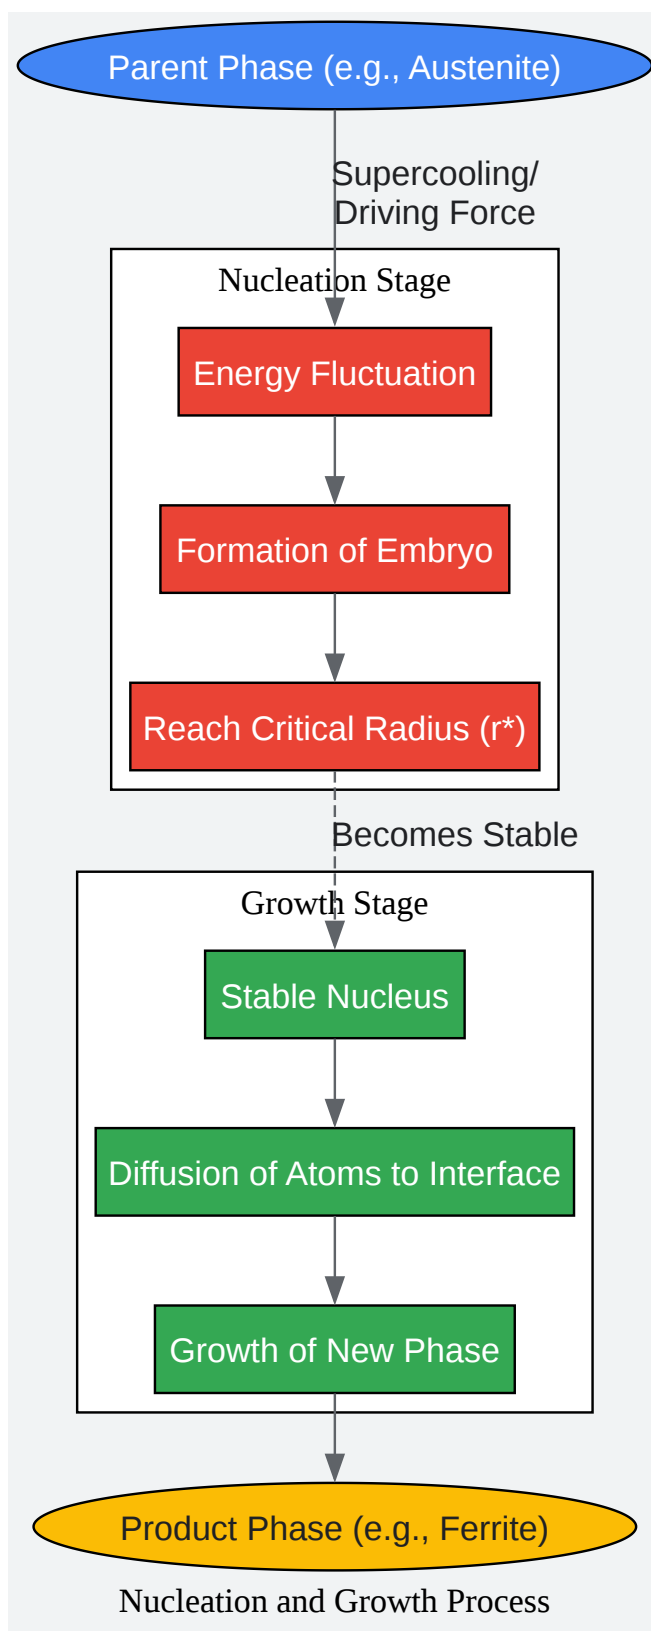 Parent Phase (e.g., Austenite)
Supercooling/
Driving Force
Nucleation Stage
Energy Fluctuation
Formation of Embryo
Reach Critical Radius (r*)
Becomes Stable
Growth Stage
Stable Nucleus
Diffusion of Atoms to Interface
Growth of New Phase
Product Phase (e.g., Ferrite)
Nucleation and Growth Process